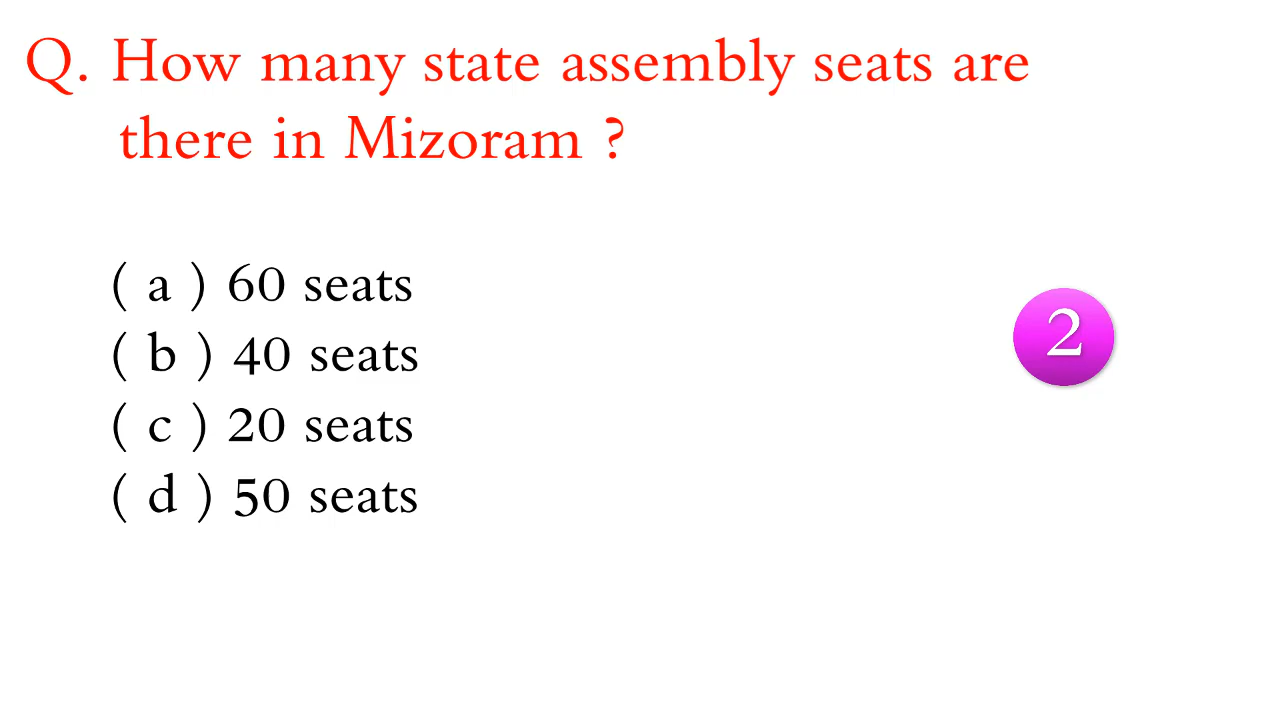 Q. How many state assembly seats are
there in Mizoram ?
( a ) 60 seats
( b ) 40 seats
( c ) 20 seats
( d ) 50 seats
2